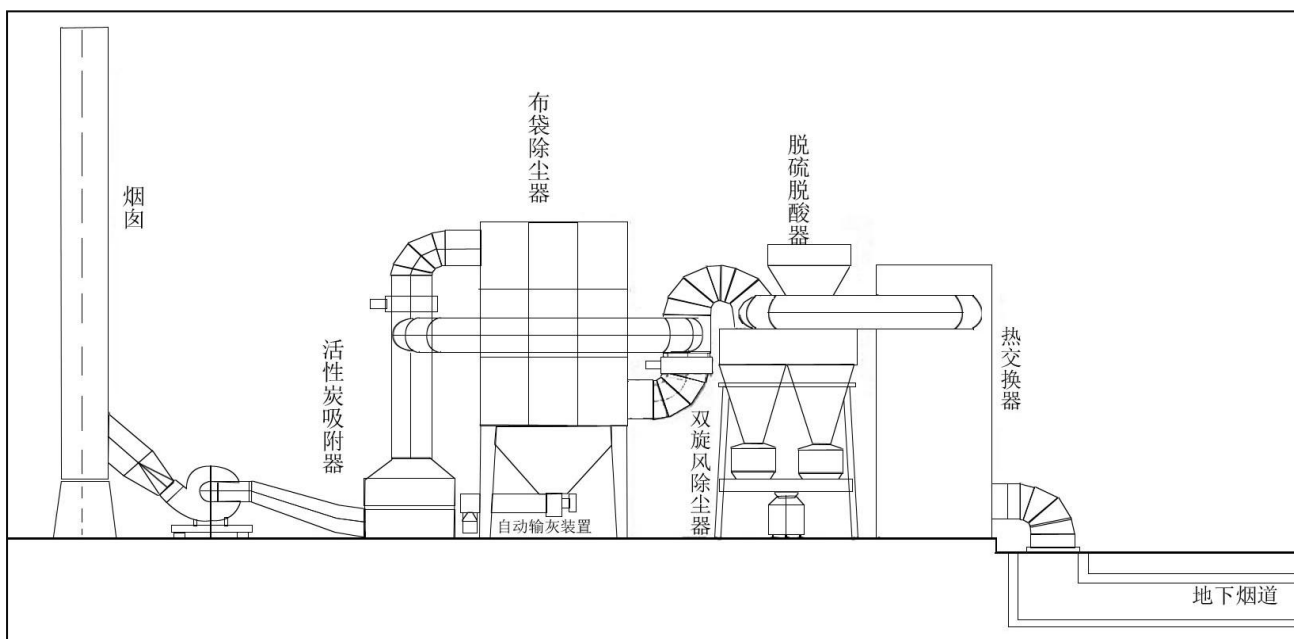 烟囱
活性炭吸附器
布袋除尘器
自动输灰装置
双旋风除尘器
脱硫脱酸器
热交换器
地下烟道